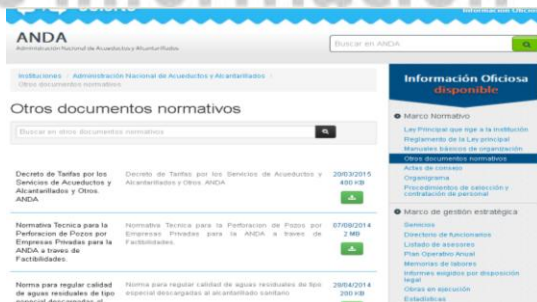 Información Oficiosa
ANDA
Administración Nacional de Acueductos y Alcantarillados
Buscar en ANDA
Instituciones / Administración Nacional de Acueductos y Alcantarillados /
Otros documentos normativos
Otros documentos normativos
Buscar en otros documentos normativos
Decreto de Tarifas por los
Servicios de Acueductos y
Alcantarillados y Otros.
ANDA
Decreto de Tarifas por los Servicios de Acueductos y
Alcantarillados y Otros. ANDA
20/03/2015
480 KB
Normativa Tecnica para la
Perforacion de Pozos por
Empresas Privadas para la
ANDA a traves de
Factibilidades.
Normativa Tecnica para la Perforacion de Pozos por
Empresas Privadas para la ANDA a traves de
Factibilidades.
07/08/2014
2 MB
Norma para regular calidad
de aguas residuales de tipo
especial descargadas al
Norma para regular calidad de aguas residuales de tipo
especial descargadas al alcantarillado sanitario
29/04/2014
200 KB
Información Oficiosa
disponible
Marco Normativo
Ley Principal que rige a la institución
Reglamento de la Ley principal
Manuales básicos de organización
Otros documentos normativos
Actas de consejo
Organigrama
Procedimientos de selección y
contratación de personal
Marco de gestión estratégica
Servicios
Directorio de funcionarios
Listado de asesores
Plan Operativo Anual
Memorias de labores
Informes exigidos por disposición
legal
Obras en ejecución
Estadísticas